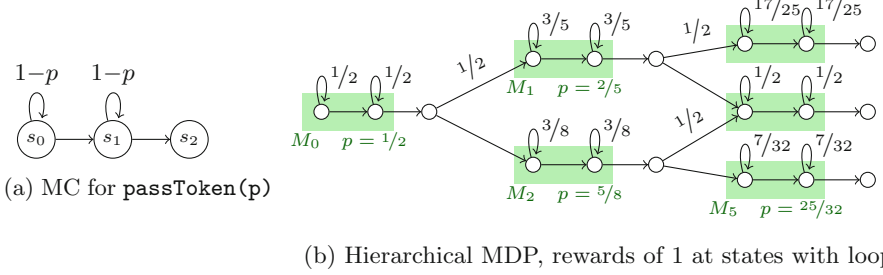 1−p 1−p
s₀ s₁ s₂
(a) MC for passToken(p)
1/2 1/2
M₀ p = 1/2
1/2
3/5 3/5
M₁ p = 2/5
3/8 3/8
M₂ p = 5/8
1/2
1/2
17/25 17/25
1/2 1/2
7/32 7/32
M₅ p = 25/32
(b) Hierarchical MDP, rewards of 1 at states with loop